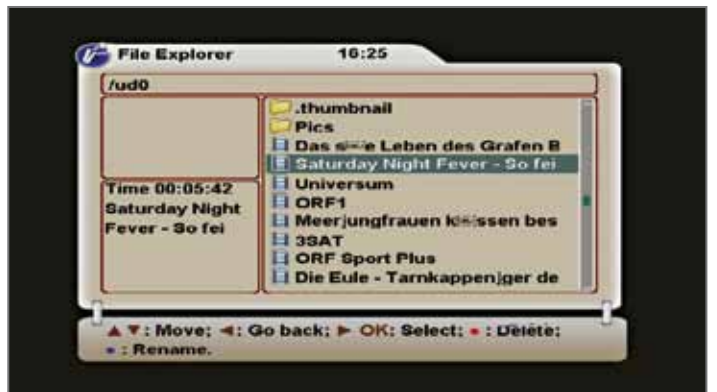 File Explorer 16:25
/ud0
.thumbnail
Pics
Das e Leben des Grafen B
Saturday Night Fever - So fei
Universum
ORF1
Meerjungfrauen ssen bes
3SAT
ORF Sport Plus
Die Eule - Tarnkappenjger de
Time 00:05:42
Saturday Night
Fever - So fei
▲ ▼ : Move; ◄: Go back; ► OK: Select; ● : Delete;
● : Rename.